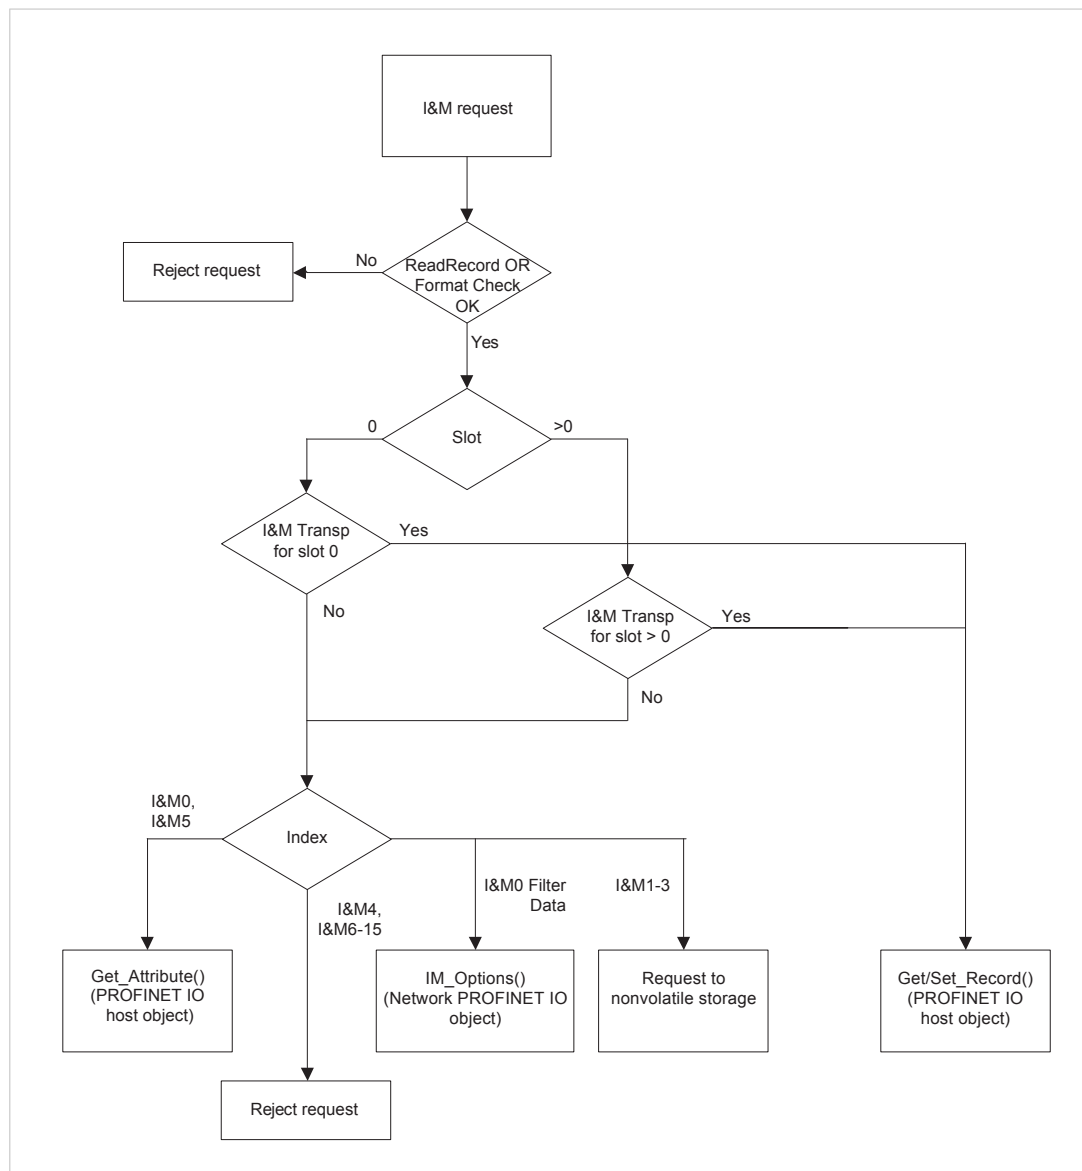 I&M request
ReadRecord OR
Format Check
OK
No
Reject request
Yes
Slot
0
>0
I&M Transp
for slot 0
Yes
No
I&M Transp
for slot > 0
Yes
No
I&M0,
I&M5
Index
I&M4,
I&M6-15
I&M0 Filter
Data
I&M1-3
Get_Attribute()
(PROFINET IO
host object)
IM_Options()
(Network PROFINET IO
object)
Request to
nonvolatile storage
Get/Set_Record()
(PROFINET IO
host object)
Reject request